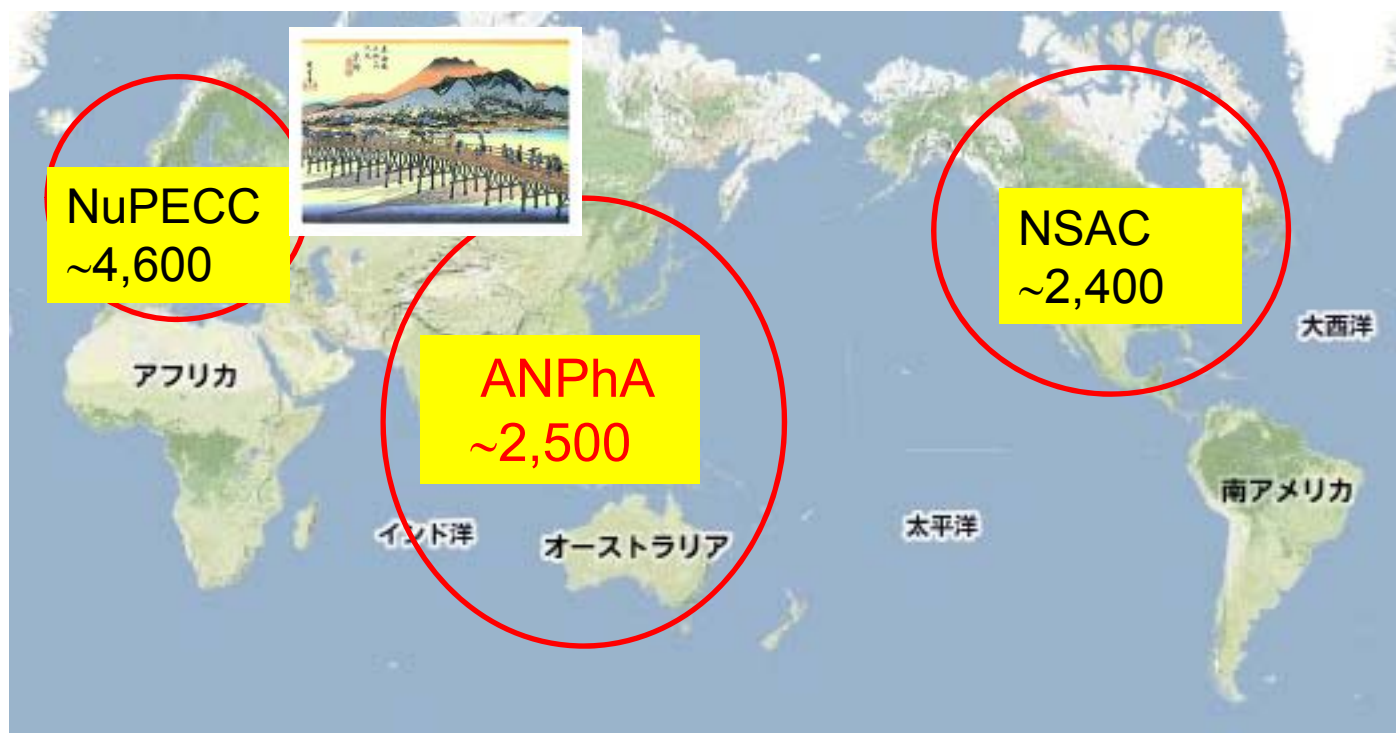 NuPECC
~4,600
NSAC
~2,400
大西洋
ANPhA
~2,500
アフリカ
南アメリカ
インド洋
オーストラリア
太平洋